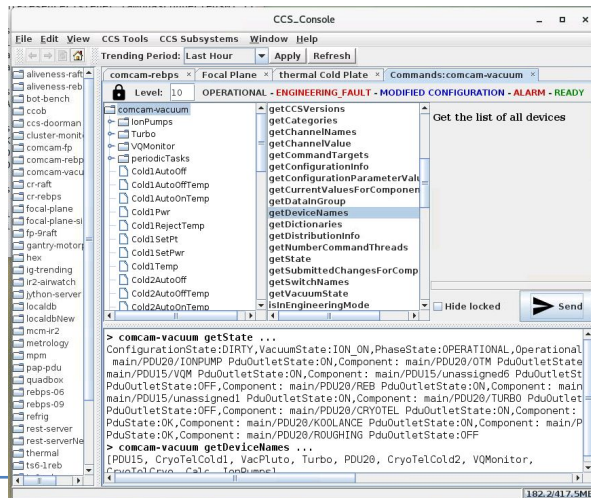 CCS_Console
File Edit View CCS Tools CCS Subsystems Window Help
Trending Period: Last Hour Apply Refresh
aliveness-raft
aliveness-reb
bot-bench
ccob
ccs-doorman
cluster-monit
comcam-fp
comcam-rebp
comcam-vacu
cr-raft
cr-rebps
focal-plane
focal-plane-si
fp-9raft
gantry-motorp
hex
ig-trending
ir2-airwatch
jython-server
localdb
localdbNew
mcm-ir2
metrology
mpm
pap-pdu
quadbox
rebps-06
rebps-09
refrig
rest-server
rest-serverNe
thermal
ts6-1reb
comcam-rebps × Focal Plane × thermal Cold Plate × Commands:comcam-vacuum ×
Level: 10 OPERATIONAL - ENGINEERING_FAULT - MODIFIED CONFIGURATION - ALARM - READY
comcam-vacuum
IonPumps
Turbo
VQMonitor
periodicTasks
Cold1AutoOff
Cold1AutoOffTemp
Cold1AutoOnTemp
Cold1Pwr
Cold1RejectTemp
Cold1SetPt
Cold1SetPwr
Cold1Temp
Cold2AutoOff
Cold2AutoOffTemp
Cold2AutoOnTemp
getCCSVersions
getCategories
getChannelNames
getChannelValue
getCommandTargets
getConfigurationInfo
getConfigurationParameterValu
getCurrentValuesForComponen
getDataInGroup
getDeviceNames
getDictionaries
getDistributionInfo
getNumberCommandThreads
getState
getSubmittedChangesForComp
getSwitchNames
getVacuumState
isInEngineeringMode
Get the list of all devices
Hide locked Send
> comcam-vacuum getState ...
ConfigurationState:DIRTY,VacuumState:ION_ON,PhaseState:OPERATIONAL,Operational
main/PDU20/IONPUMP PduOutletState:ON,Component: main/PDU20/OTM PduOutletState
main/PDU15/VQM PduOutletState:ON,Component: main/PDU15/unassigned6 PduOutletSt
PduOutletState:OFF,Component: main/PDU20/REB PduOutletState:ON,Component: main
main/PDU15/unassigned1 PduOutletState:ON,Component: main/PDU20/TURBO PduOutlet
PduOutletState:OFF,Component: main/PDU20/CRYOTEL PduOutletState:ON,Component:
PduState:OK,Component: main/PDU20/KOOLANCE PduOutletState:ON,Component: main/P
PduState:OK,Component: main/PDU20/ROUGHING PduOutletState:OFF
> comcam-vacuum getDeviceNames ...
[PDU15, CryoTelCold1, VacPluto, Turbo, PDU20, CryoTelCold2, VQMonitor,
CryoTelCryo, Calc, IonPumps]
182.2/417.5MB